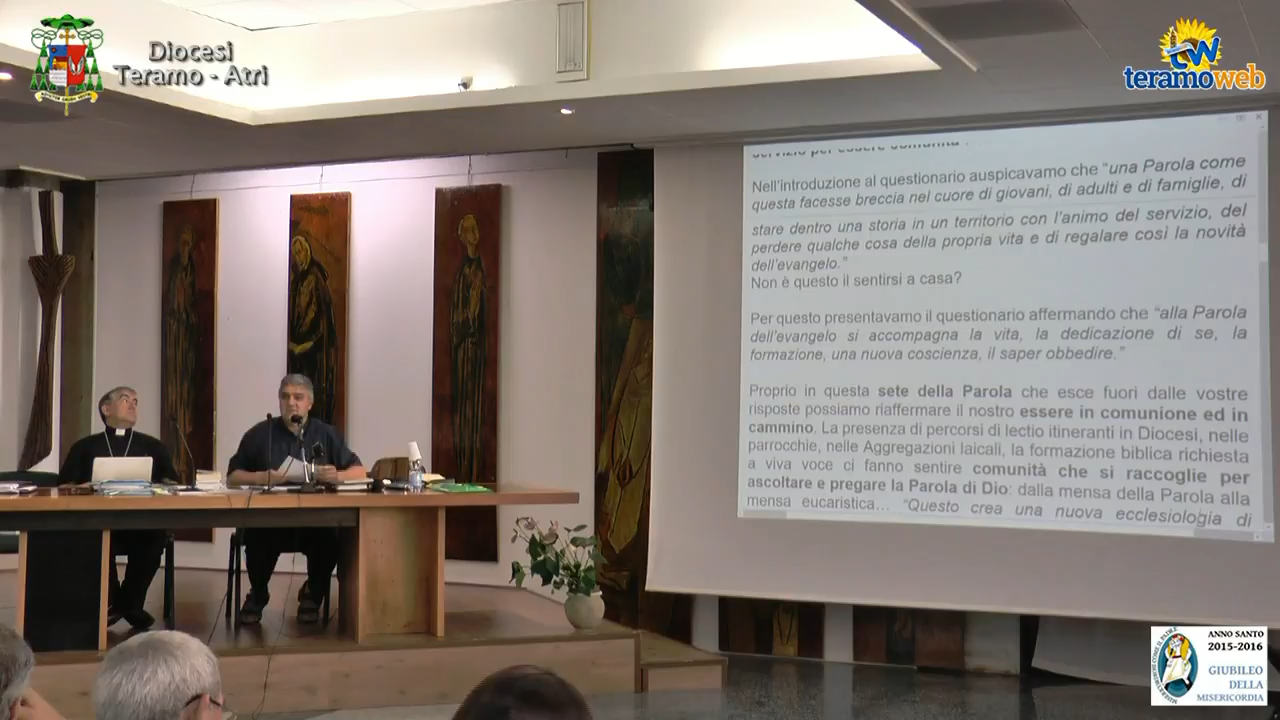 Diocesi
Teramo - Atri
teramoweb
servizio per essere comunità".
Nell'introduzione al questionario auspicavamo che "una Parola come
questa facesse breccia nel cuore di giovani, di adulti e di famiglie, di
stare dentro una storia in un territorio con l'animo del servizio, del
perdere qualche cosa della propria vita e di regalare così la novità
dell'evangelo."
Non è questo il sentirsi a casa?
Per questo presentavamo il questionario affermando che "alla Parola
dell'evangelo si accompagna la vita, la dedicazione di se, la
formazione, una nuova coscienza, il saper obbedire."
Proprio in questa sete della Parola che esce fuori dalle vostre
risposte possiamo riaffermare il nostro essere in comunione ed in
cammino. La presenza di percorsi di lectio itineranti in Diocesi, nelle
parrocchie, nelle Aggregazioni laicali, la formazione biblica richiesta
a viva voce ci fanno sentire comunità che si raccoglie per
ascoltare e pregare la Parola di Dio: dalla mensa della Parola alla
mensa eucaristica... "Questo crea una nuova ecclesiologia di
ANNO SANTO
2015-2016
GIUBILEO
DELLA
MISERICORDIA